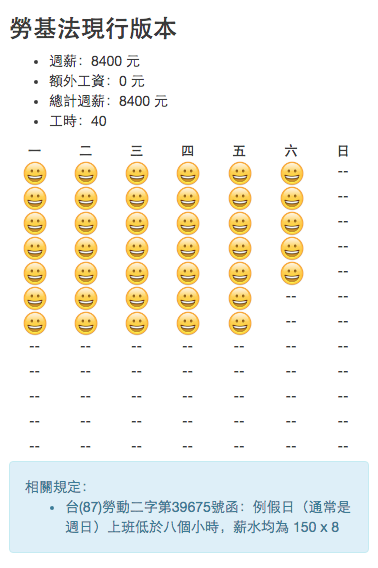 勞基法現行版本
• 週薪：8400 元
• 額外工資：0 元
• 總計週薪：8400 元
• 工時：40
一 二 三 四 五 六 日
--
--
--
--
--
-- --
-- --
-- -- -- -- -- -- --
-- -- -- -- -- -- --
-- -- -- -- -- -- --
-- -- -- -- -- -- --
-- -- -- -- -- -- --
相關規定：
• 台(87)勞動二字第39675號函：例假日（通常是
週日）上班低於八個小時，薪水均為 150 x 8